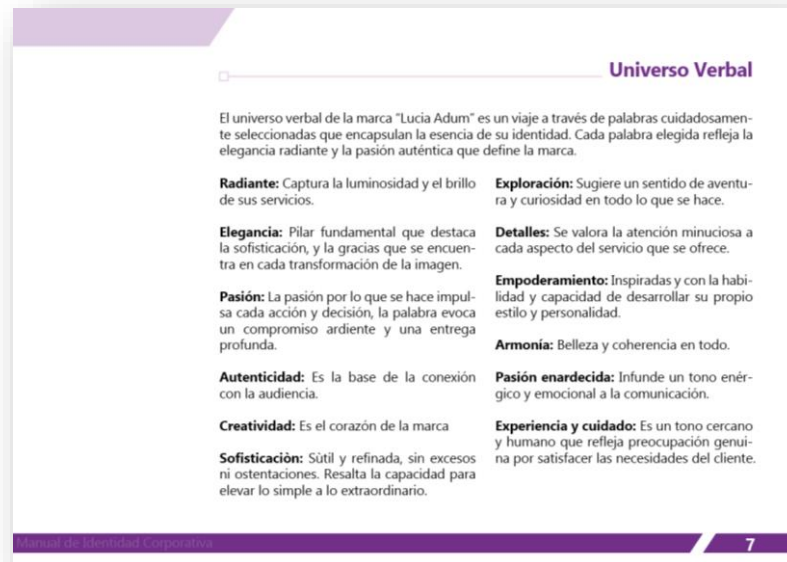 Universo Verbal
El universo verbal de la marca "Lucia Adum" es un viaje a través de palabras cuidadosamen-
te seleccionadas que encapsulan la esencia de su identidad. Cada palabra elegida refleja la
elegancia radiante y la pasión auténtica que define la marca.
Radiante: Captura la luminosidad y el brillo
de sus servicios.
Elegancia: Pilar fundamental que destaca
la sofisticación, y la gracias que se encuen-
tra en cada transformación de la imagen.
Pasión: La pasión por lo que se hace impul-
sa cada acción y decisión, la palabra evoca
un compromiso ardiente y una entrega
profunda.
Autenticidad: Es la base de la conexión
con la audiencia.
Creatividad: Es el corazón de la marca
Sofisticaciòn: Sùtil y refinada, sin excesos
ni ostentaciones. Resalta la capacidad para
elevar lo simple a lo extraordinario.
Exploración: Sugiere un sentido de aventu-
ra y curiosidad en todo lo que se hace.
Detalles: Se valora la atención minuciosa a
cada aspecto del servicio que se ofrece.
Empoderamiento: Inspiradas y con la habi-
lidad y capacidad de desarrollar su propio
estilo y personalidad.
Armonía: Belleza y coherencia en todo.
Pasión enardecida: Infunde un tono enér-
gico y emocional a la comunicación.
Experiencia y cuidado: Es un tono cercano
y humano que refleja preocupación genui-
na por satisfacer las necesidades del cliente.
Manual de Identidad Corporativa
7